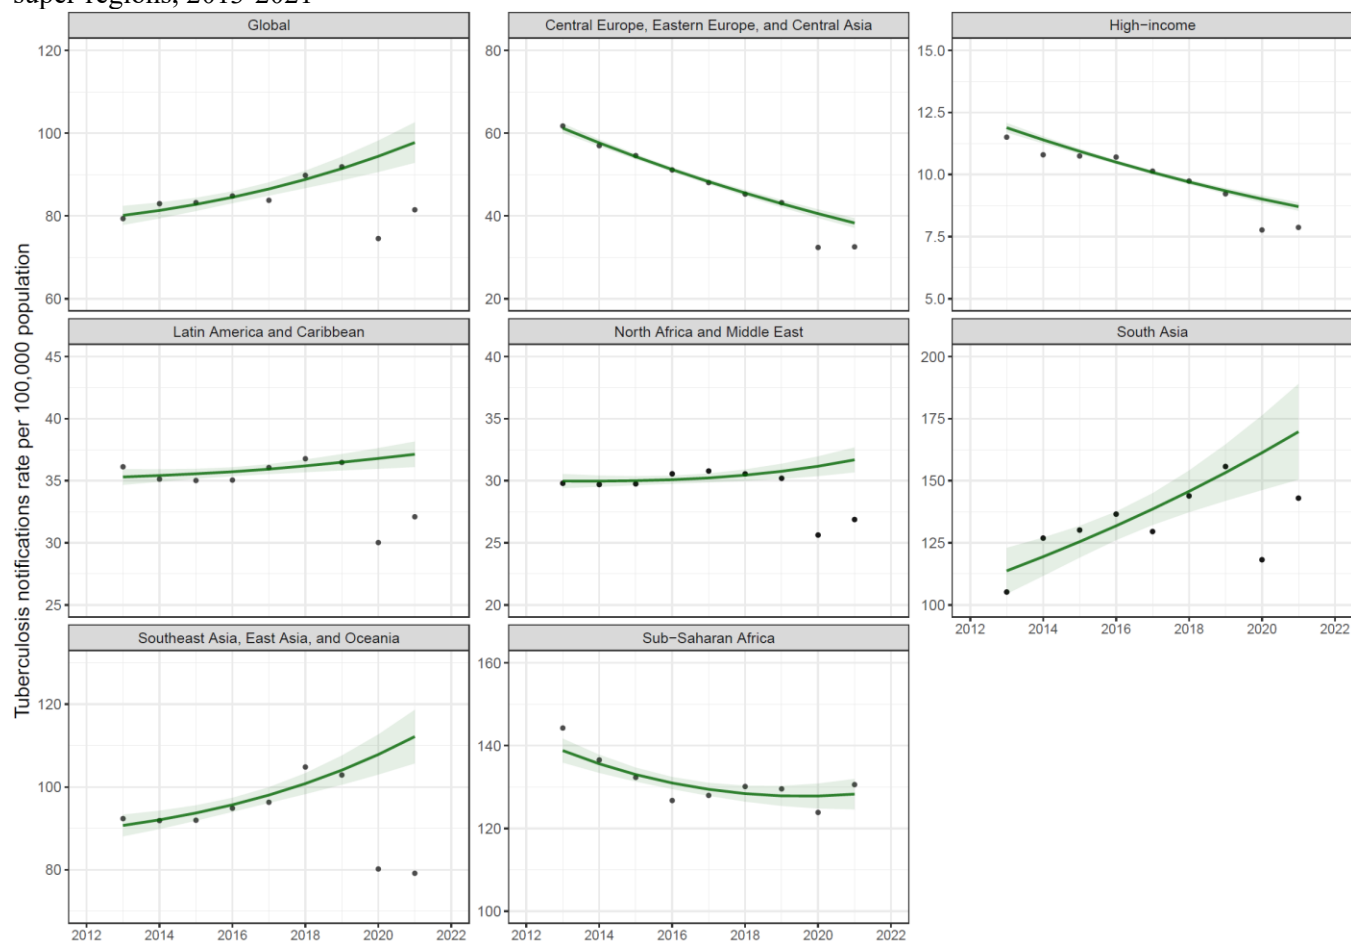 super-regions, 2013-2021
Global
Central Europe, Eastern Europe, and Central Asia
High−income
120
100
80
60
80
60
40
20
15.0
12.5
10.0
7.5
5.0
Tuberculosis notifications rate per 100,000 population
Latin America and Caribbean
North Africa and Middle East
South Asia
45
40
35
30
25
40
35
30
25
20
200
175
150
125
100
2012 2014 2016 2018 2020 2022
Southeast Asia, East Asia, and Oceania
Sub−Saharan Africa
120
100
80
160
140
120
100
2012 2014 2016 2018 2020 2022
2012 2014 2016 2018 2020 2022